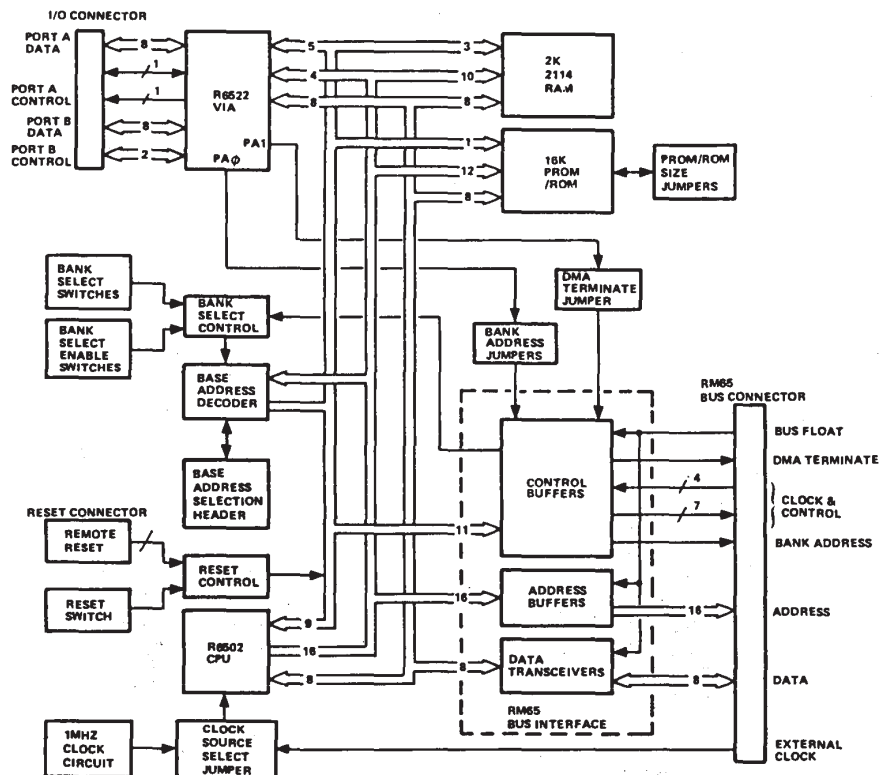 I/O CONNECTOR
PORT A
DATA
PORT A
CONTROL
PORT B
DATA
PORT B
CONTROL
8
1
1
8
2
R6522
VIA
PA1
PAϕ
5
4
8
3
10
8
2K
2114
RAM
1
12
8
16K
PROM
/ROM
PROM/ROM
SIZE
JUMPERS
BANK
SELECT
SWITCHES
BANK
SELECT
ENABLE
SWITCHES
BANK
SELECT
CONTROL
BASE
ADDRESS
DECODER
BASE
ADDRESS
SELECTION
HEADER
DMA
TERMINATE
JUMPER
BANK
ADDRESS
JUMPERS
RM65
BUS CONNECTOR
CONTROL
BUFFERS
BUS FLOAT
DMA TERMINATE
4
7
CLOCK &
CONTROL
BANK ADDRESS
11
RESET CONNECTOR
REMOTE
RESET
RESET
SWITCH
RESET
CONTROL
R6502
CPU
9
16
8
16
ADDRESS
BUFFERS
16
ADDRESS
8
DATA
TRANSCEIVERS
8
DATA
RM65
BUS INTERFACE
1MHZ
CLOCK
CIRCUIT
CLOCK
SOURCE
SELECT
JUMPER
EXTERNAL
CLOCK